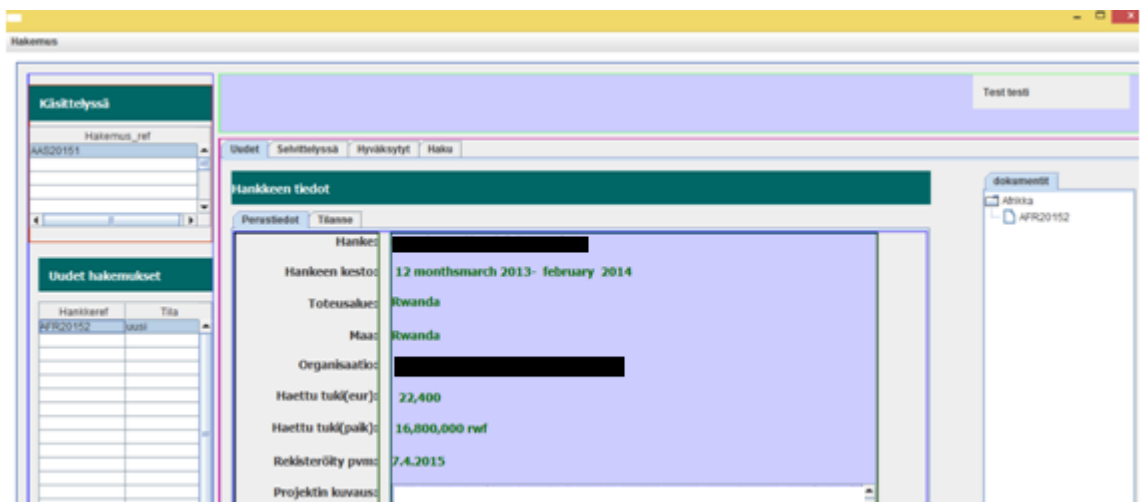 Hakemus
Test testi
Käsittelyssä
Hakemus_ref
AAS20151
Uudet Selvittelyssä Hyväksytyt Haku
Hankkeen tiedot
dokumentit
Afrikka
AFR20152
Perustiedot Tilanne
Hanke:
Uudet hakemukset
Hankkeref Tila
AFR20152 uusi
Hankeen kesto: 12 monthsmarch 2013- february 2014
Toteusalue: Rwanda
Maa: Rwanda
Organisaatio:
Haettu tuki(eur): 22,400
Haettu tuki(paik): 16,800,000 rwf
Rekisteröity pvm: 7.4.2015
Projektin kuvaus: